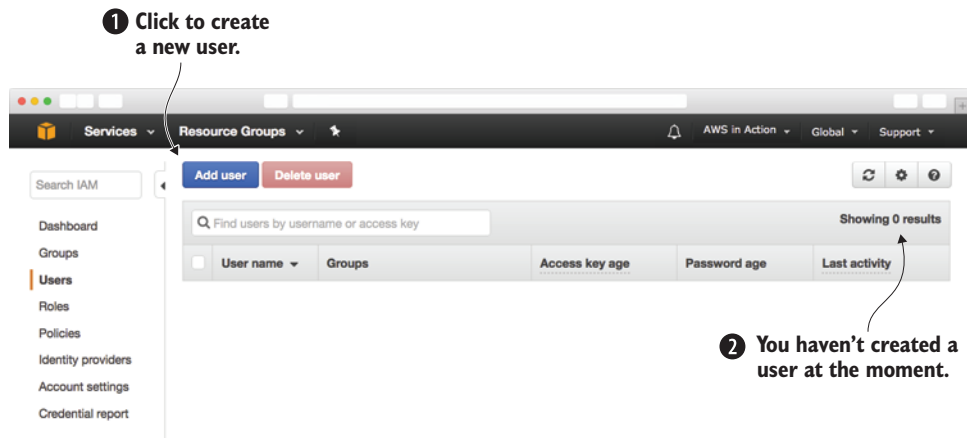 1 Click to create
a new user.
Services
Resource Groups
AWS in Action
Global
Support
Search IAM
Add user
Delete user
Find users by username or access key
Showing 0 results
User name
Groups
Access key age
Password age
Last activity
Dashboard
Groups
Users
Roles
Policies
Identity providers
Account settings
Credential report
2 You haven't created a
user at the moment.